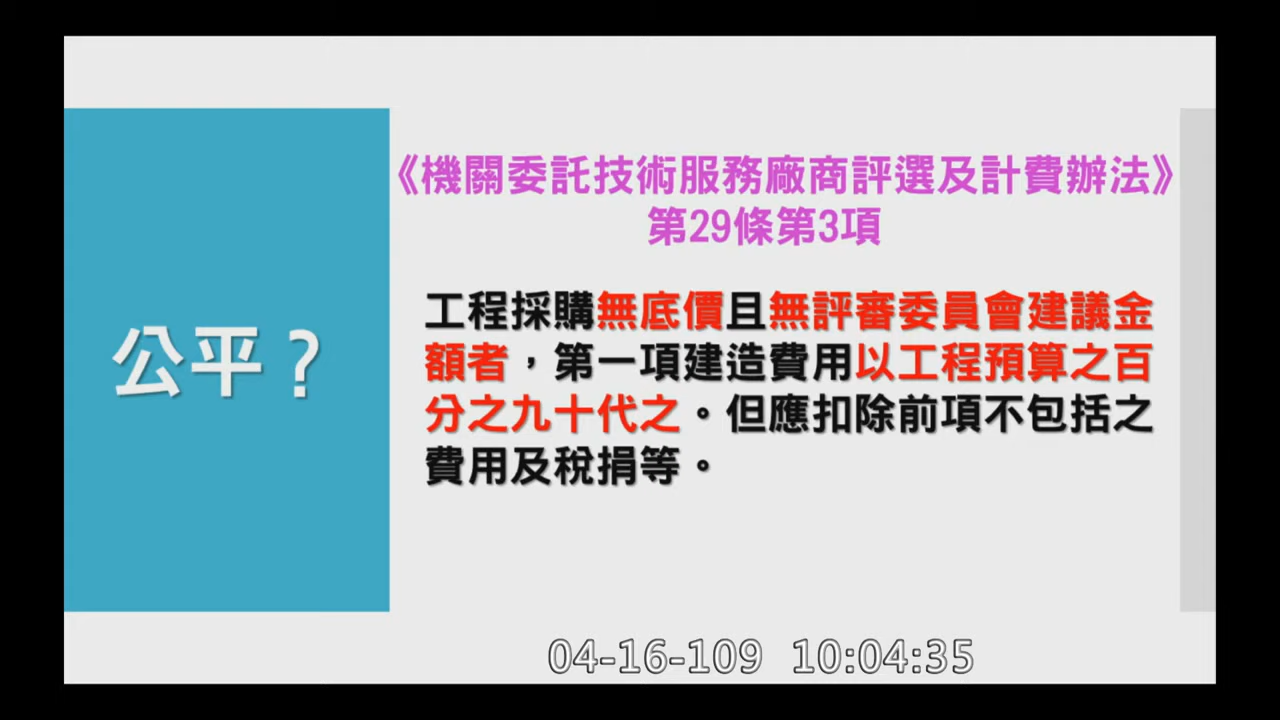 公平？
《機關委託技術服務廠商評選及計費辦法》
第29條第3項
工程採購無底價且無評審委員會建議金
額者，第一項建造費用以工程預算之百
分之九十代之。但應扣除前項不包括之
費用及稅捐等。
04-16-109 10:04:35